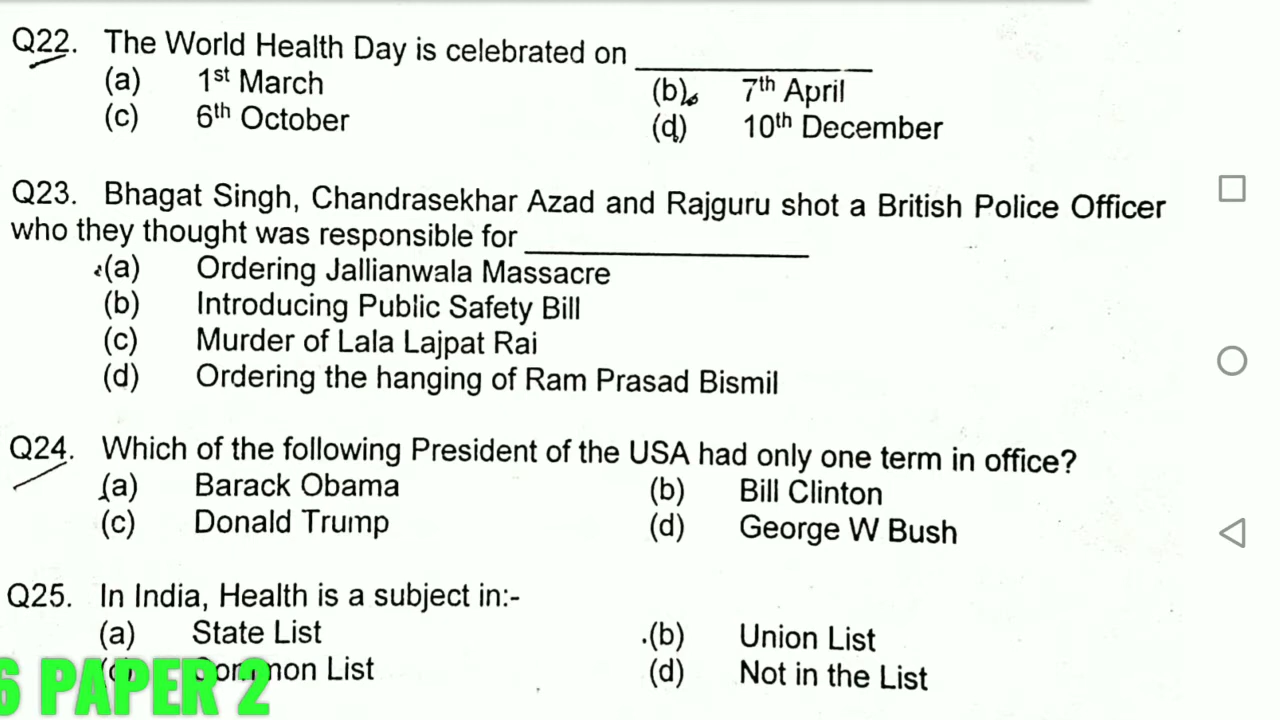 Q22. The World Health Day is celebrated on ____________
(a) 1st March (b) 7th April
(c) 6th October (d) 10th December
Q23. Bhagat Singh, Chandrasekhar Azad and Rajguru shot a British Police Officer
who they thought was responsible for ____________
(a) Ordering Jallianwala Massacre
(b) Introducing Public Safety Bill
(c) Murder of Lala Lajpat Rai
(d) Ordering the hanging of Ram Prasad Bismil
Q24. Which of the following President of the USA had only one term in office?
(a) Barack Obama (b) Bill Clinton
(c) Donald Trump (d) George W Bush
Q25. In India, Health is a subject in:-
(a) State List (b) Union List
(c) Common List (d) Not in the List
6 PAPER 2